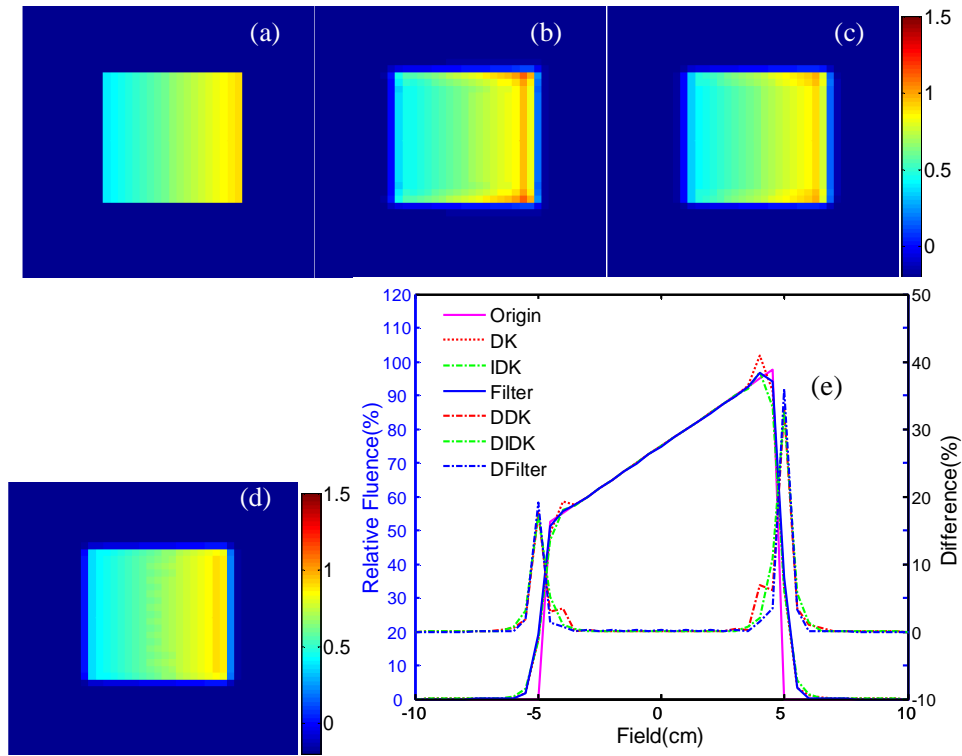 (a)
(b)
(c)
1.5
1
0.5
0
(d)
1.5
1
0.5
0
(e)
120
110
100
90
80
70
60
50
40
30
20
10
0
Relative Fluence(%)
Origin
DK
IDK
Filter
DDK
DIDK
DFilter
50
40
30
20
10
0
-10
Difference(%)
-10
-5
0
5
10
Field(cm)